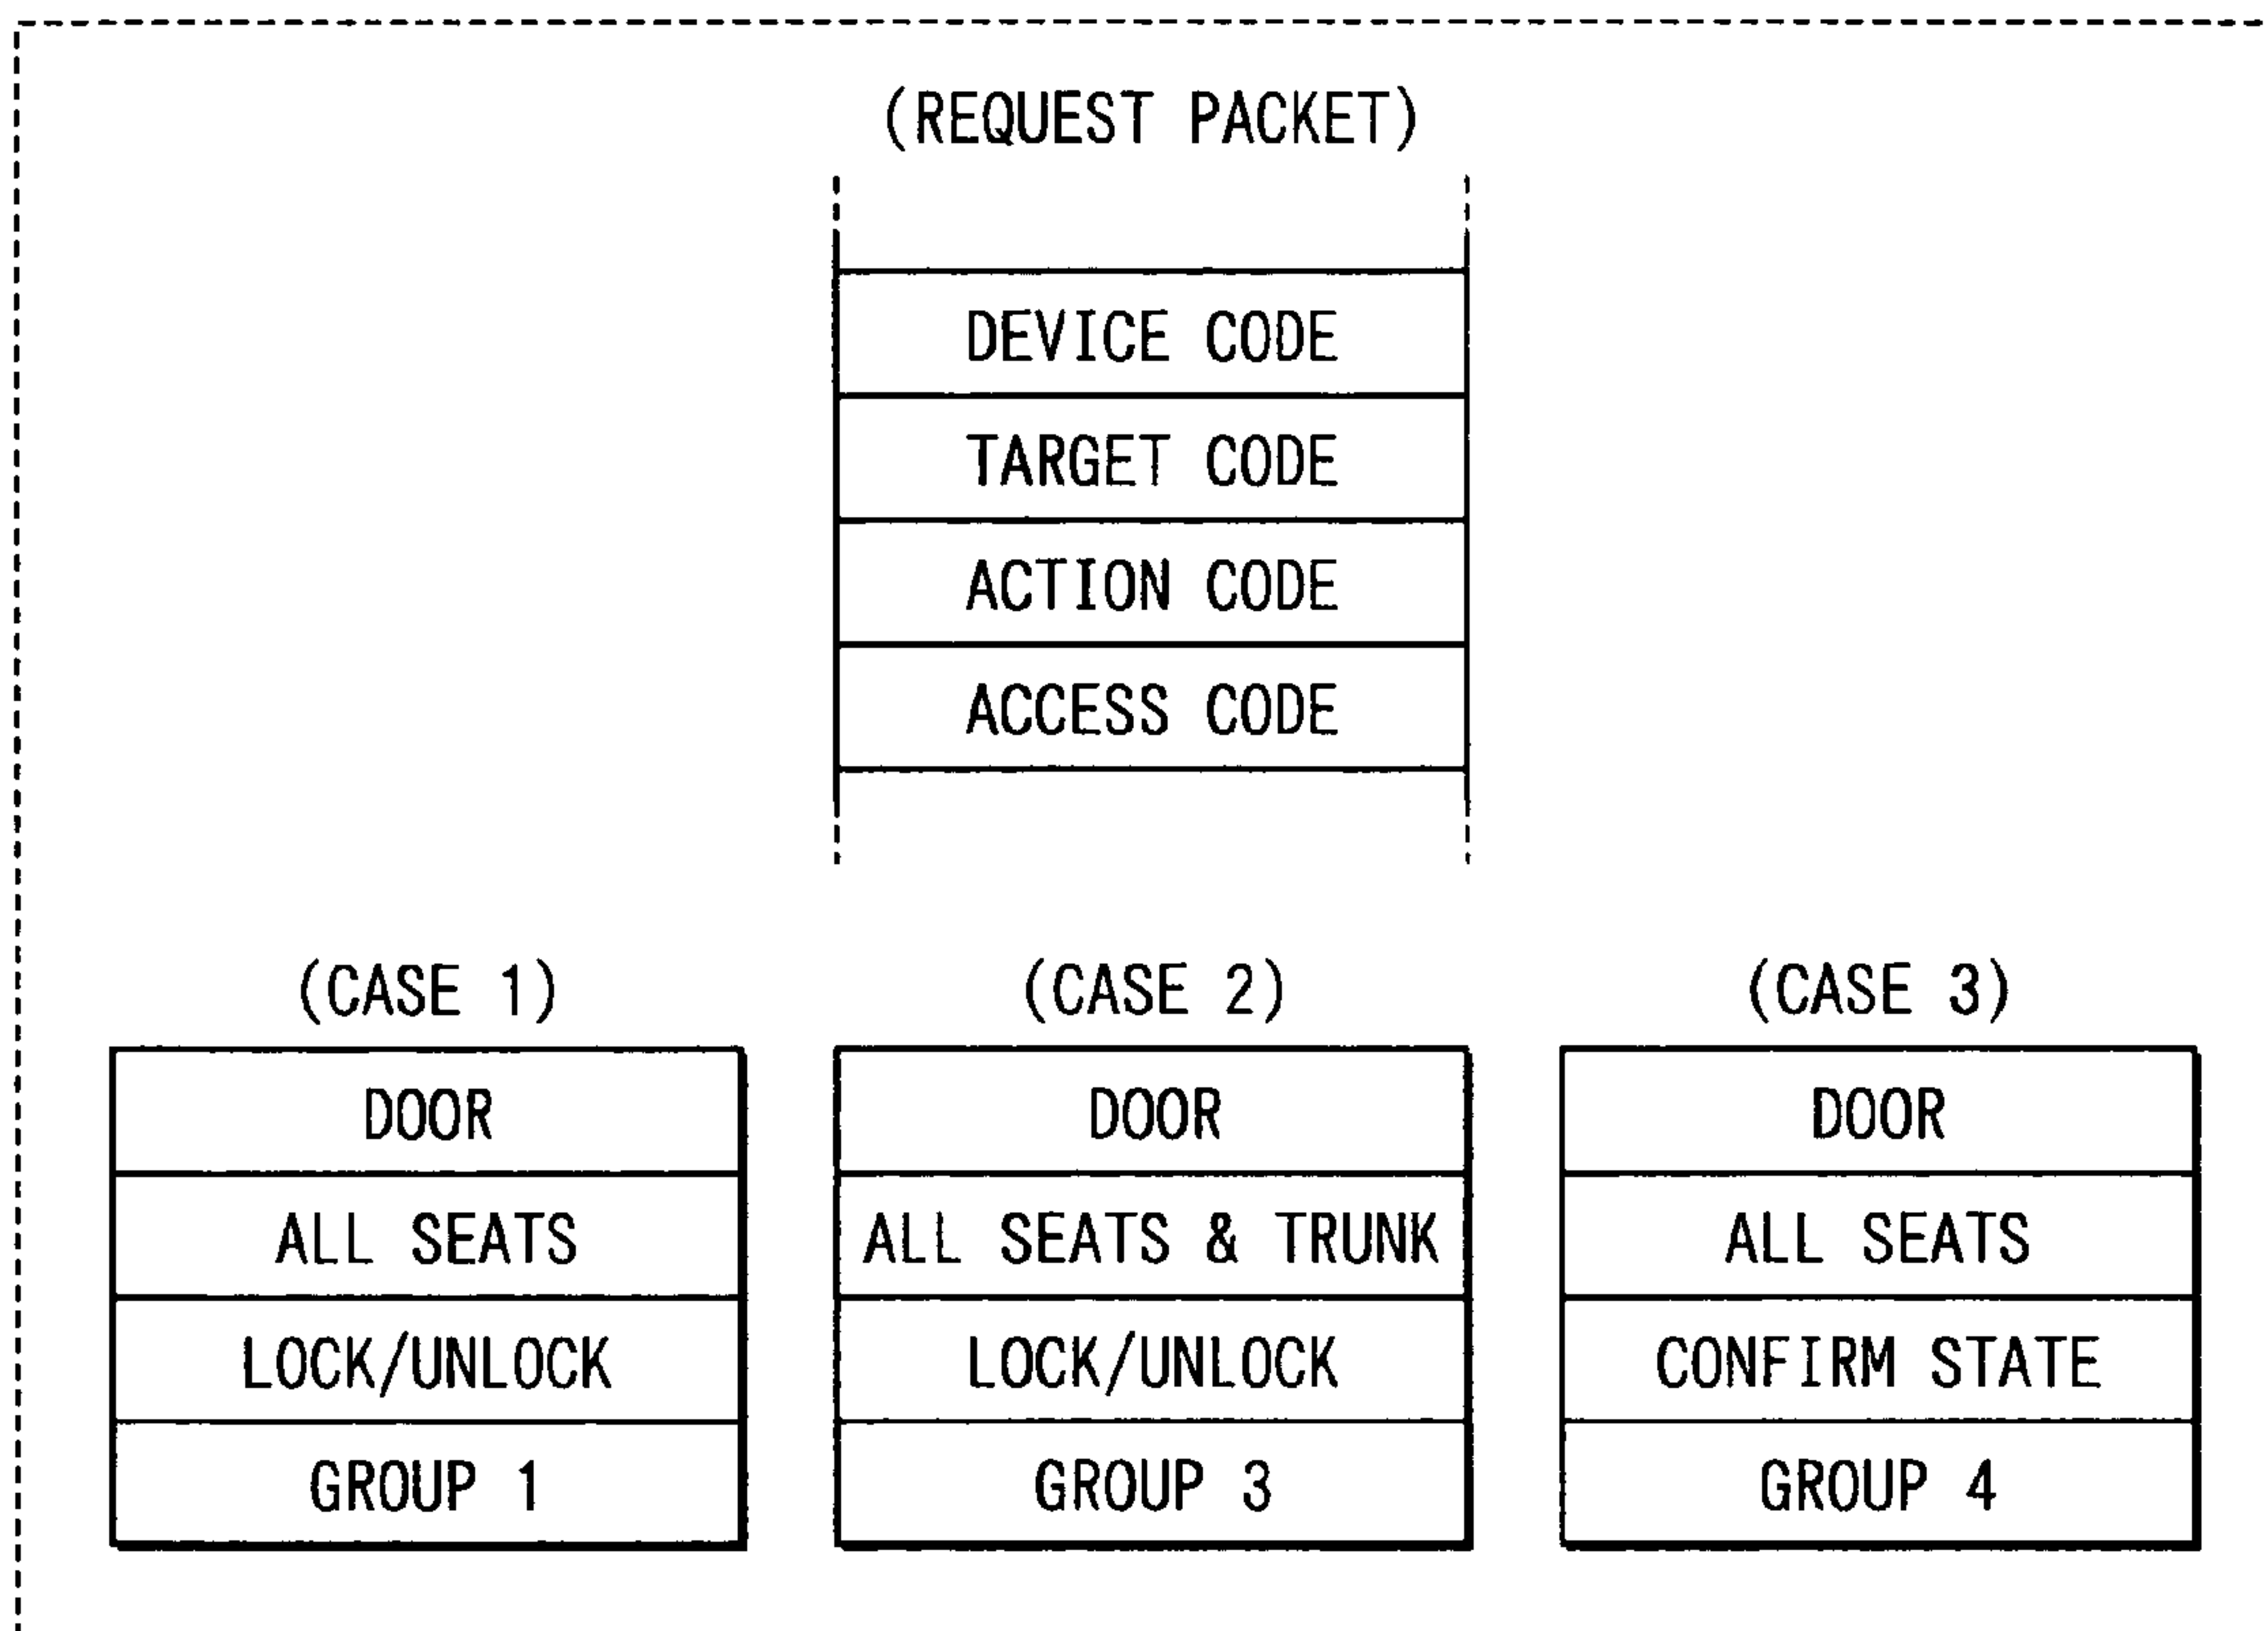 (REQUEST PACKET)
DEVICE CODE
TARGET CODE
ACTION CODE
ACCESS CODE
(CASE 1)
DOOR
ALL SEATS
LOCK/UNLOCK
GROUP 1
(CASE 2)
DOOR
ALL SEATS & TRUNK
LOCK/UNLOCK
GROUP 3
(CASE 3)
DOOR
ALL SEATS
CONFIRM STATE
GROUP 4